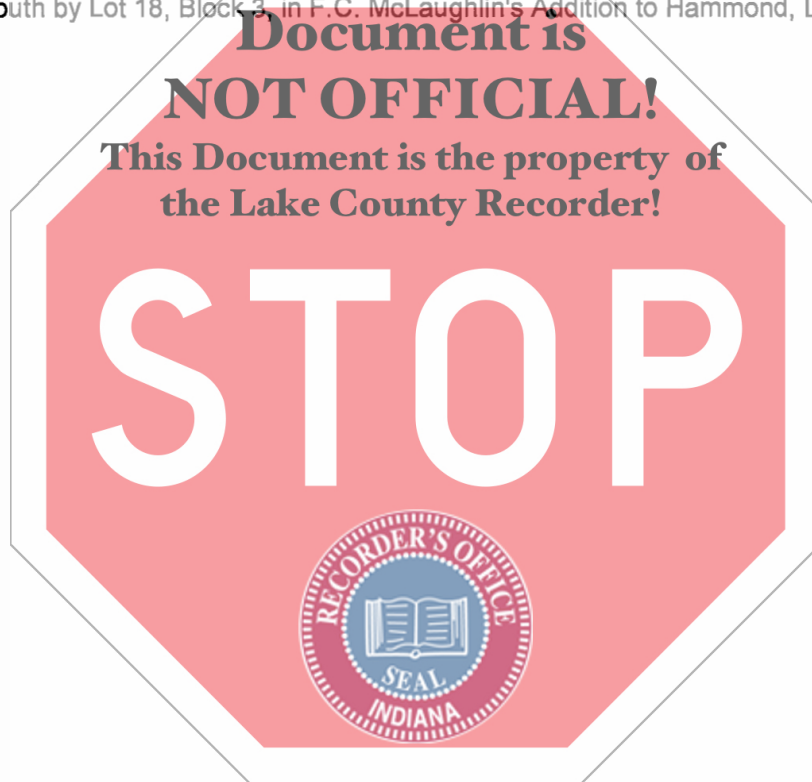 outh by Lot 18, Block 3, in F.C. McLaughlin's Addition to Hammond, L
Document is
NOT OFFICIAL!
This Document is the property of
the Lake County Recorder!
STOP
RECORDER'S OFFICE
SEAL
INDIANA